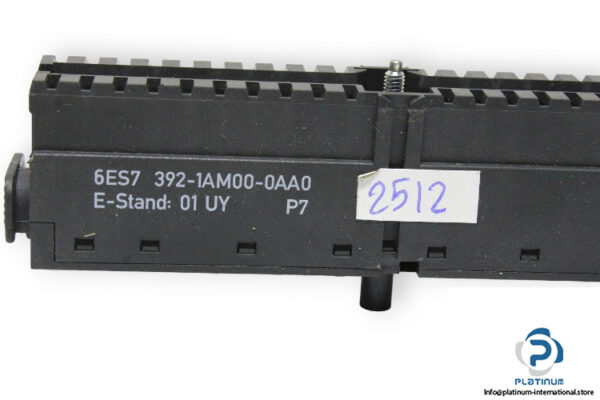 6ES7 392-1AM00-0AA0
E-Stand: 01 UY P7
2512
PLATINUM
Info@platinum-international.store